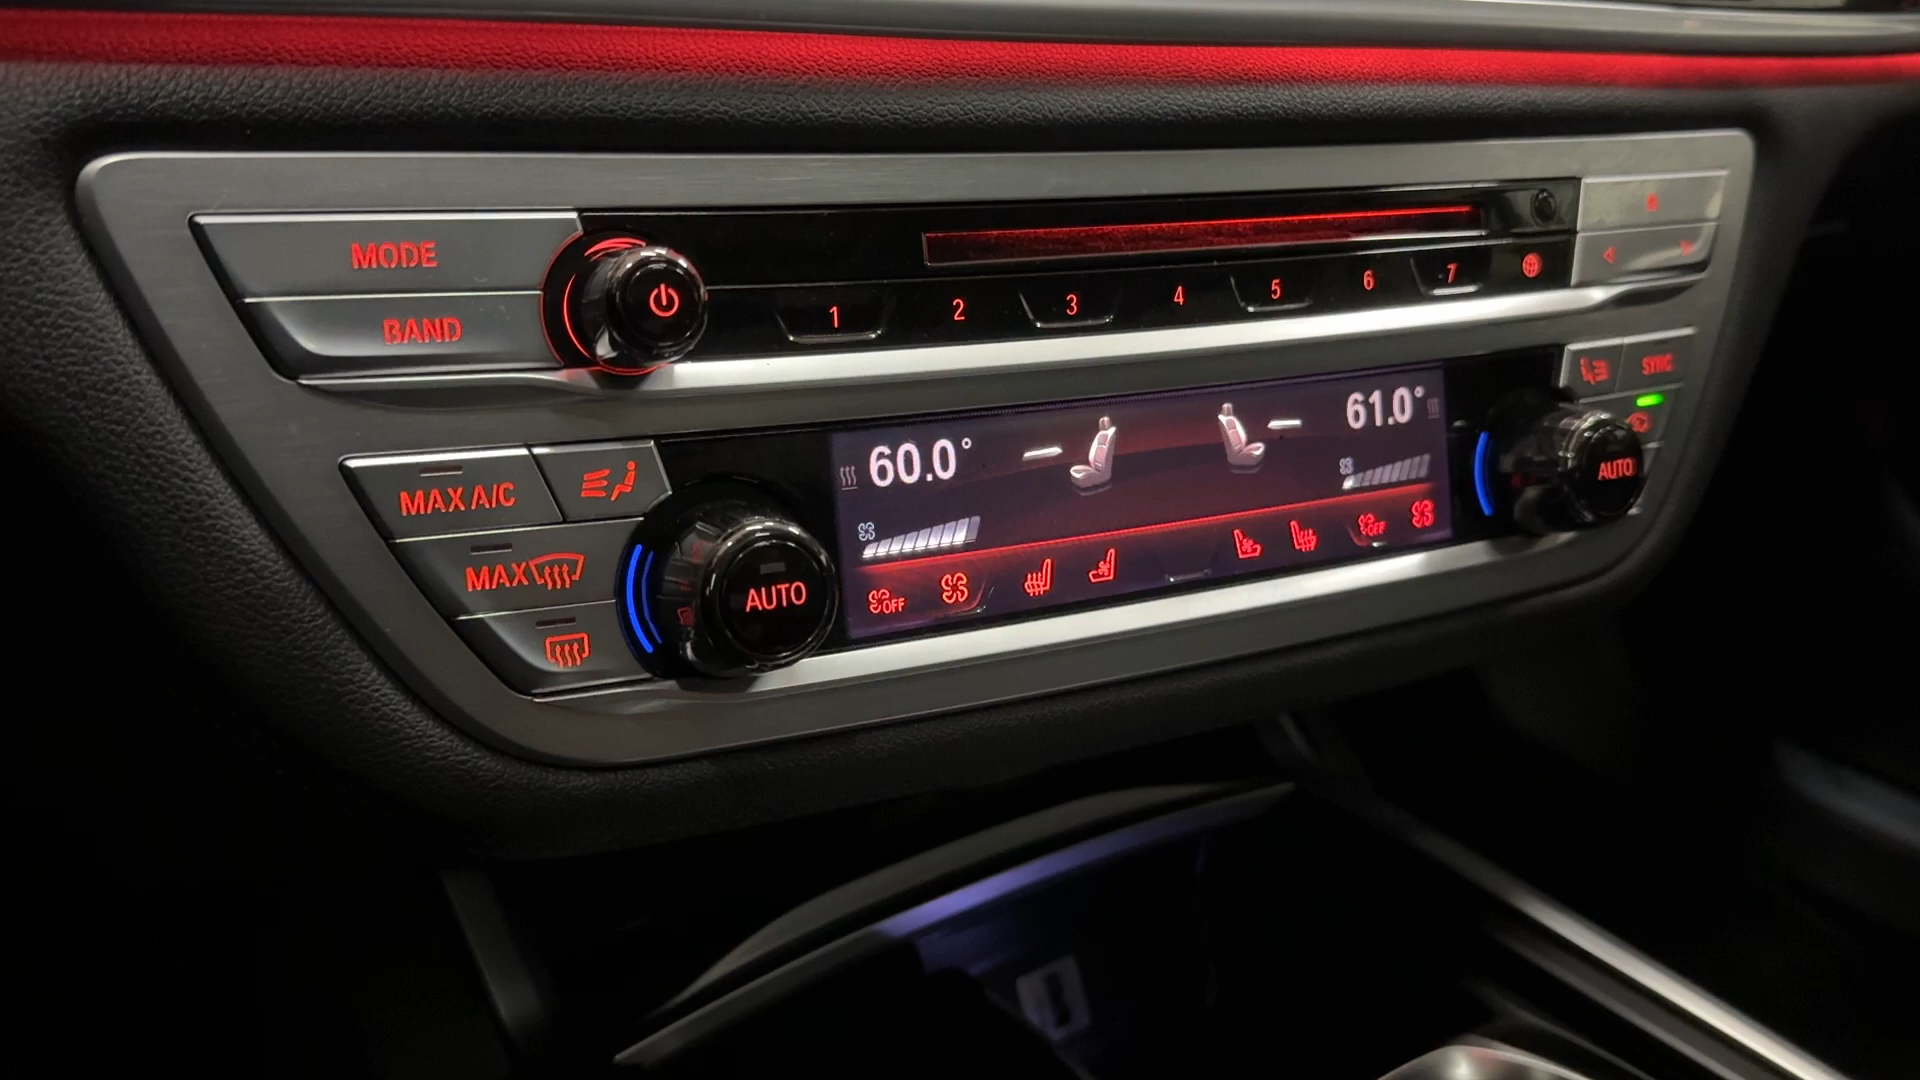 MODE
BAND
1 2 3 4 5 6 7
SYNC
60.0°
61.0°
MAX A/C
MAX
AUTO
AUTO
OFF
OFF